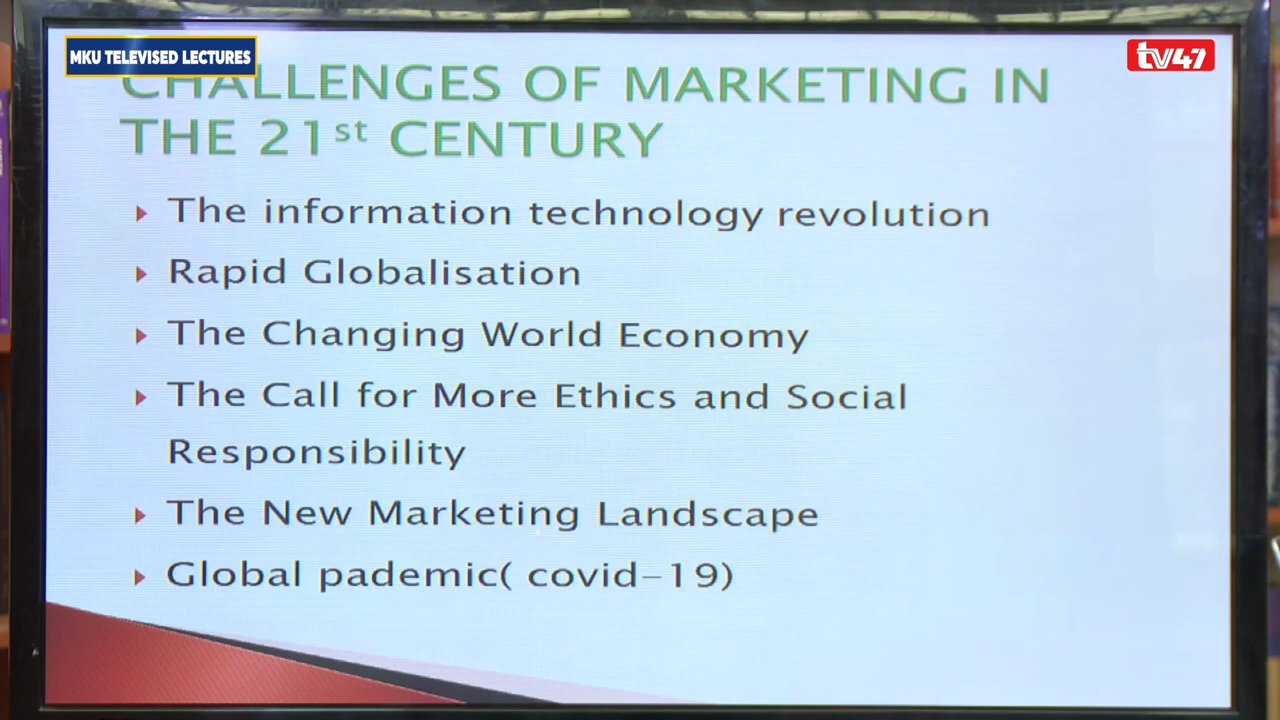 MKU TELEVISED LECTURES
tv47
CHALLENGES OF MARKETING IN
THE 21st CENTURY
The information technology revolution
Rapid Globalisation
The Changing World Economy
The Call for More Ethics and Social
Responsibility
The New Marketing Landscape
Global pademic( covid-19)